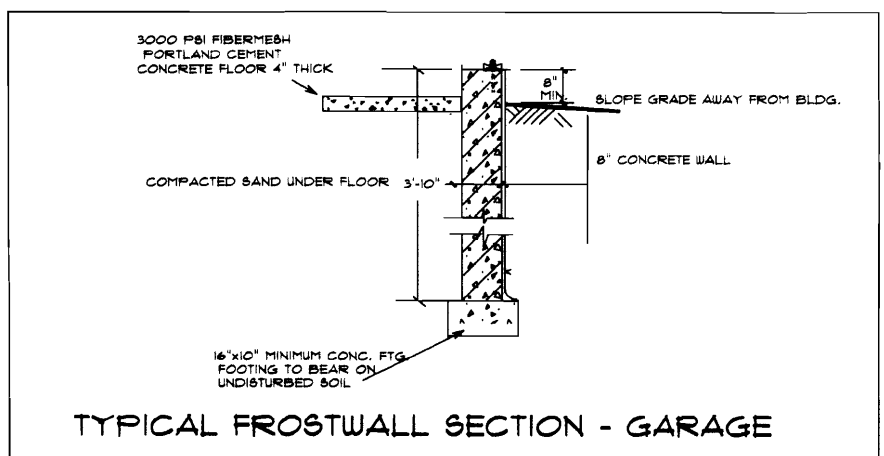 3000 PSI FIBERMESH
PORTLAND CEMENT
CONCRETE FLOOR 4" THICK
8"
MIN.
SLOPE GRADE AWAY FROM BLDG.
8" CONCRETE WALL
COMPACTED SAND UNDER FLOOR 3'-10"
16"x10" MINIMUM CONC. FTG.
FOOTING TO BEAR ON
UNDISTURBED SOIL
TYPICAL FROSTWALL SECTION - GARAGE